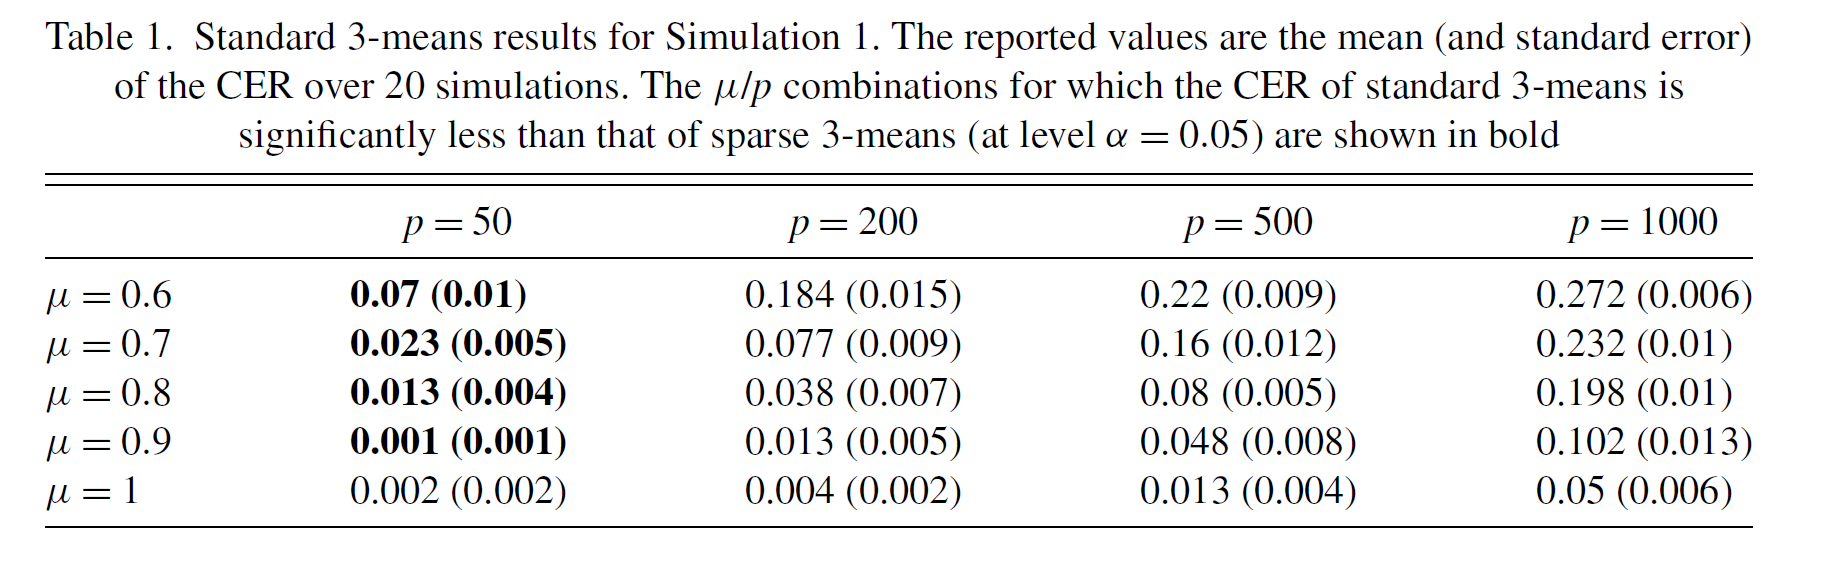 Table 1. Standard 3-means results for Simulation 1. The reported values are the mean (and standard error)
of the CER over 20 simulations. The μ/p combinations for which the CER of standard 3-means is
significantly less than that of sparse 3-means (at level α = 0.05) are shown in bold
p = 50 p = 200 p = 500 p = 1000
μ = 0.6 0.07 (0.01) 0.184 (0.015) 0.22 (0.009) 0.272 (0.006)
μ = 0.7 0.023 (0.005) 0.077 (0.009) 0.16 (0.012) 0.232 (0.01)
μ = 0.8 0.013 (0.004) 0.038 (0.007) 0.08 (0.005) 0.198 (0.01)
μ = 0.9 0.001 (0.001) 0.013 (0.005) 0.048 (0.008) 0.102 (0.013)
μ = 1 0.002 (0.002) 0.004 (0.002) 0.013 (0.004) 0.05 (0.006)